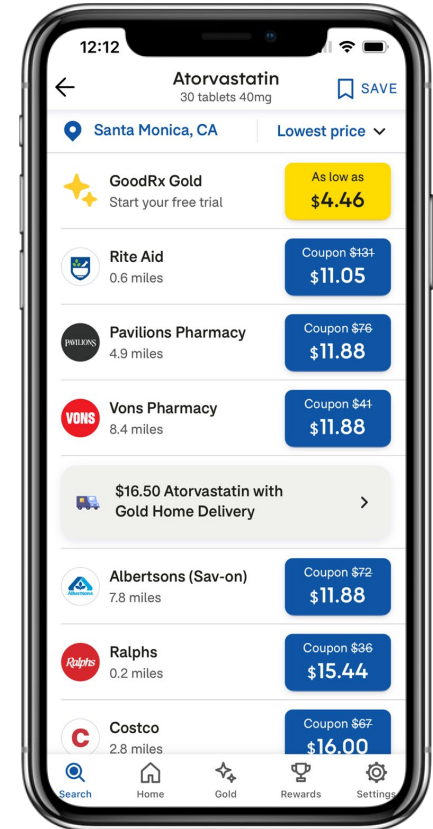 12:12
Atorvastatin
30 tablets 40mg
SAVE
Santa Monica, CA
Lowest price
GoodRx Gold
Start your free trial
As low as
$4.46
Rite Aid
0.6 miles
Coupon $131
$11.05
PAVILIONS
Pavilions Pharmacy
4.9 miles
Coupon $76
$11.88
VONS
Vons Pharmacy
8.4 miles
Coupon $41
$11.88
$16.50 Atorvastatin with
Gold Home Delivery
Albertsons
Albertsons (Sav-on)
7.8 miles
Coupon $72
$11.88
Ralphs
Ralphs
0.2 miles
Coupon $36
$15.44
C
Costco
2.8 miles
Coupon $67
$16.00
Search
Home
Gold
Rewards
Settings